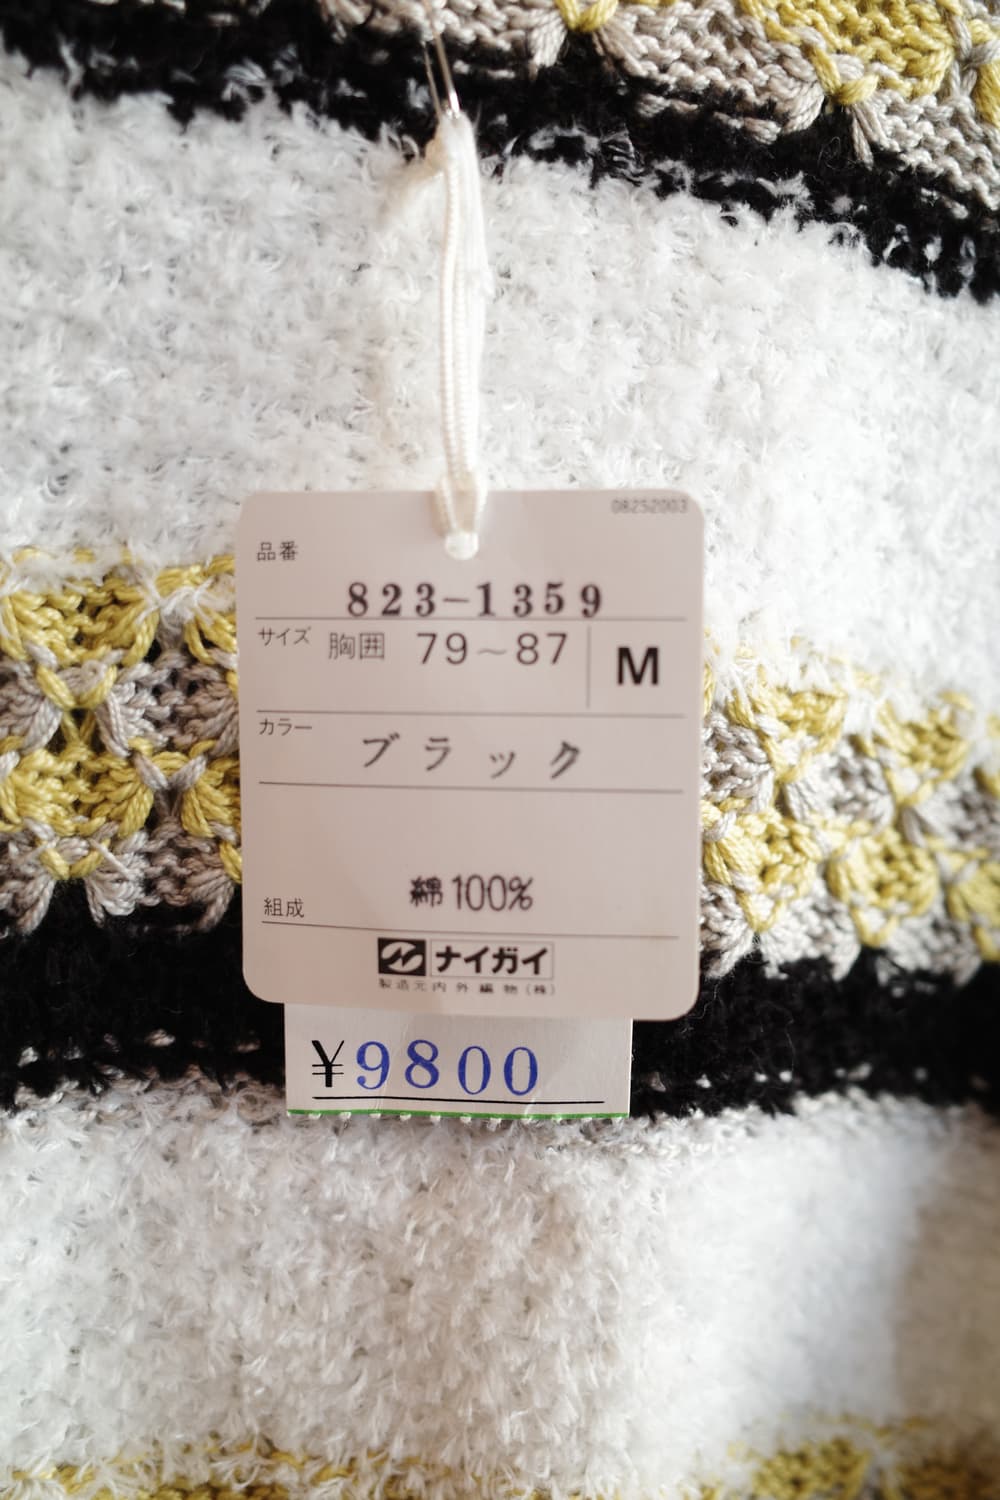 08252003
品番
823-1359
サイズ 胸囲 79~87 M
カラー ブラック
綿100%
組成
ナイガイ
製造元内外編物(株)
¥9800